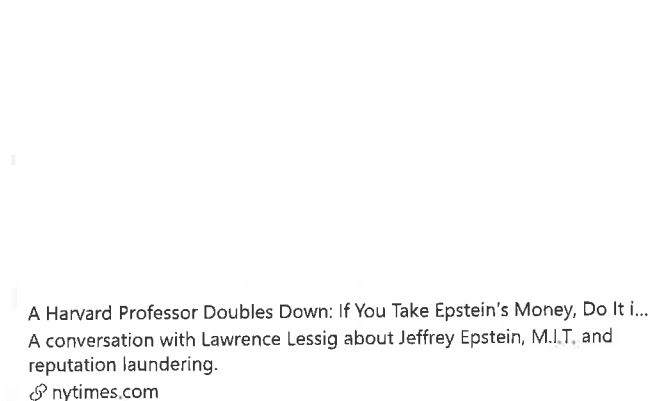 A Harvard Professor Doubles Down: If You Take Epstein's Money, Do It i...
A conversation with Lawrence Lessig about Jeffrey Epstein, M.I.T. and
reputation laundering.
nytimes.com